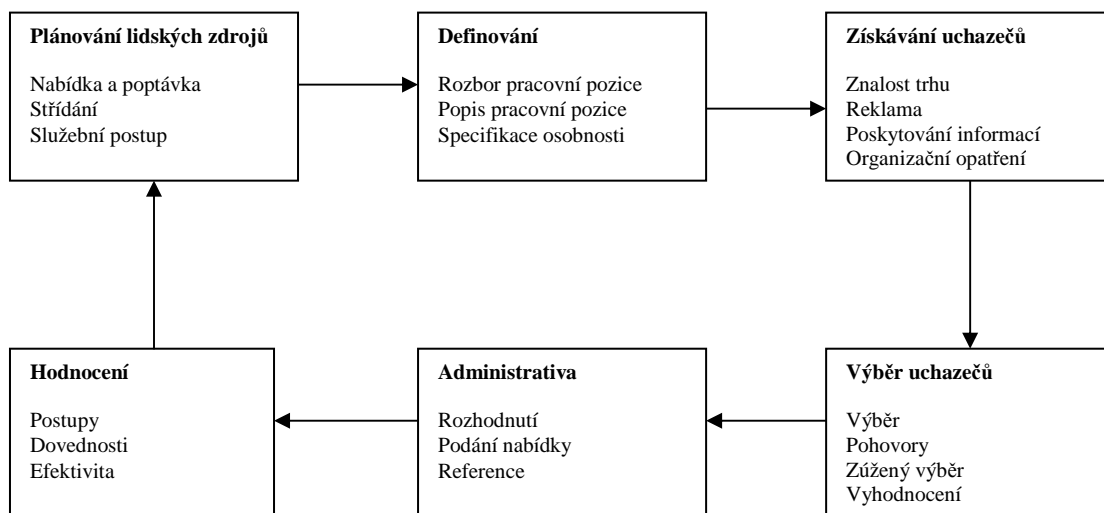 Plánování lidských zdrojů
Nabídka a poptávka
Střídání
Služební postup
Definování
Rozbor pracovní pozice
Popis pracovní pozice
Specifikace osobnosti
Získávání uchazečů
Znalost trhu
Reklama
Poskytování informací
Organizační opatření
Hodnocení
Postupy
Dovednosti
Efektivita
Administrativa
Rozhodnutí
Podání nabídky
Reference
Výběr uchazečů
Výběr
Pohovory
Zúžený výběr
Vyhodnocení